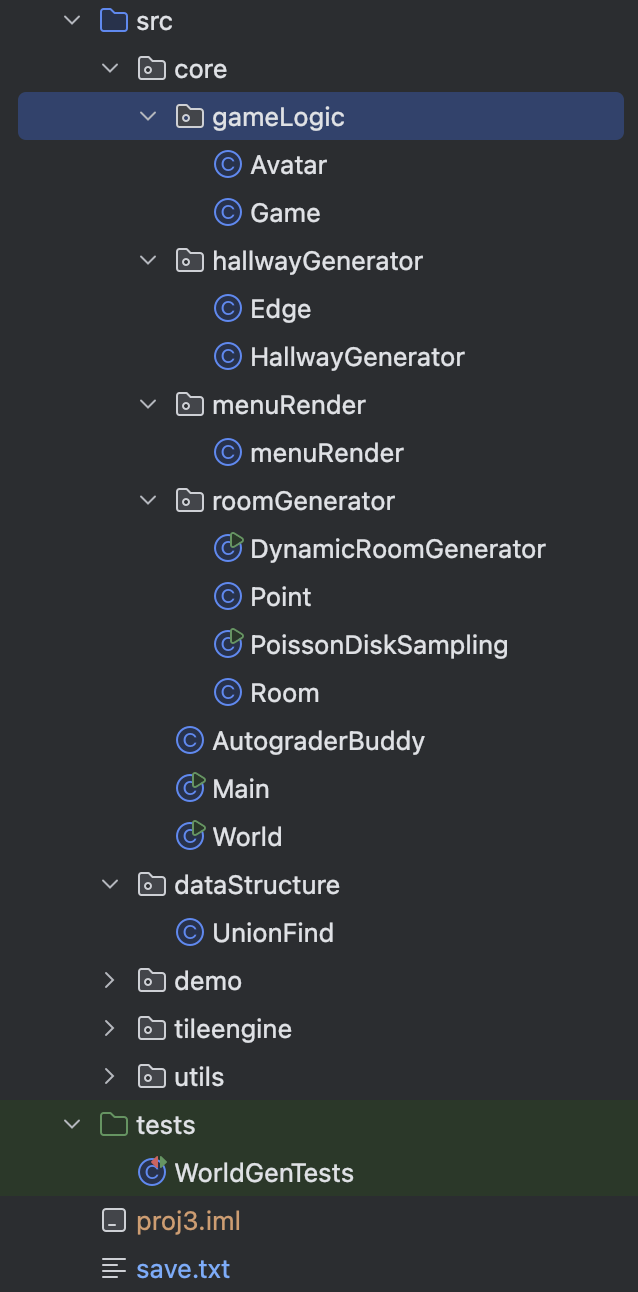 src
core
gameLogic
Avatar
Game
hallwayGenerator
Edge
HallwayGenerator
menuRender
menuRender
roomGenerator
DynamicRoomGenerator
Point
PoissonDiskSampling
Room
AutograderBuddy
Main
World
dataStructure
UnionFind
demo
tileengine
utils
tests
WorldGenTests
proj3.iml
save.txt